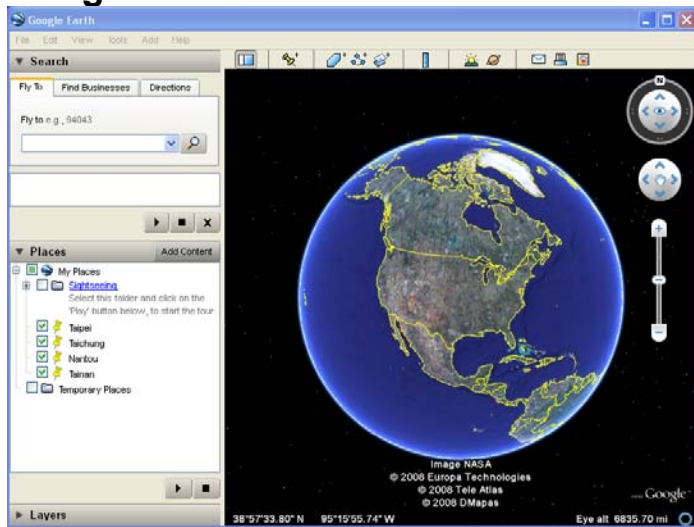 Google Earth
File Edit View Tools Add Help
Search
Fly To Find Businesses Directions
Fly to e.g., 94043
Places Add Content
My Places
Sightseeing
Select this folder and click on the
'Play' button below, to start the tour
Taipei
Taichung
Nantou
Tainan
Temporary Places
Layers
N
Image NASA
© 2008 Europa Technologies
© 2008 Tele Atlas
© 2008 DMapas
Google
38°57'33.80" N 95°15'55.74" W Eye alt 6835.70 mi